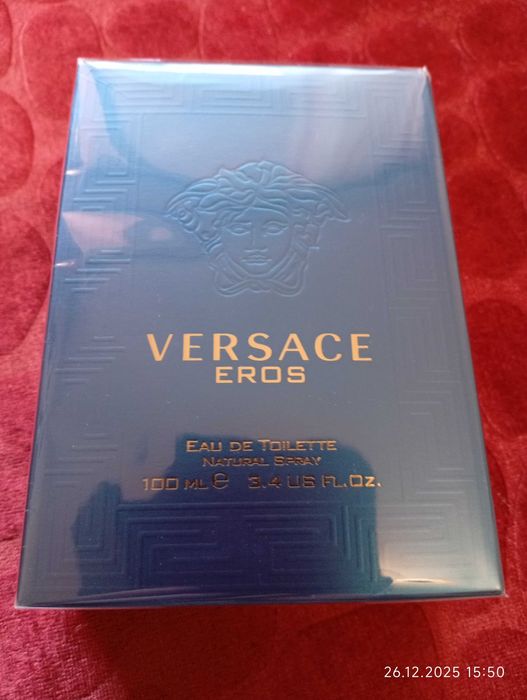 VERSACE
EROS
EAU DE TOILETTE
NATURAL SPRAY
100 ML ℮ 3.4 US FL.OZ.
26.12.2025 15:50